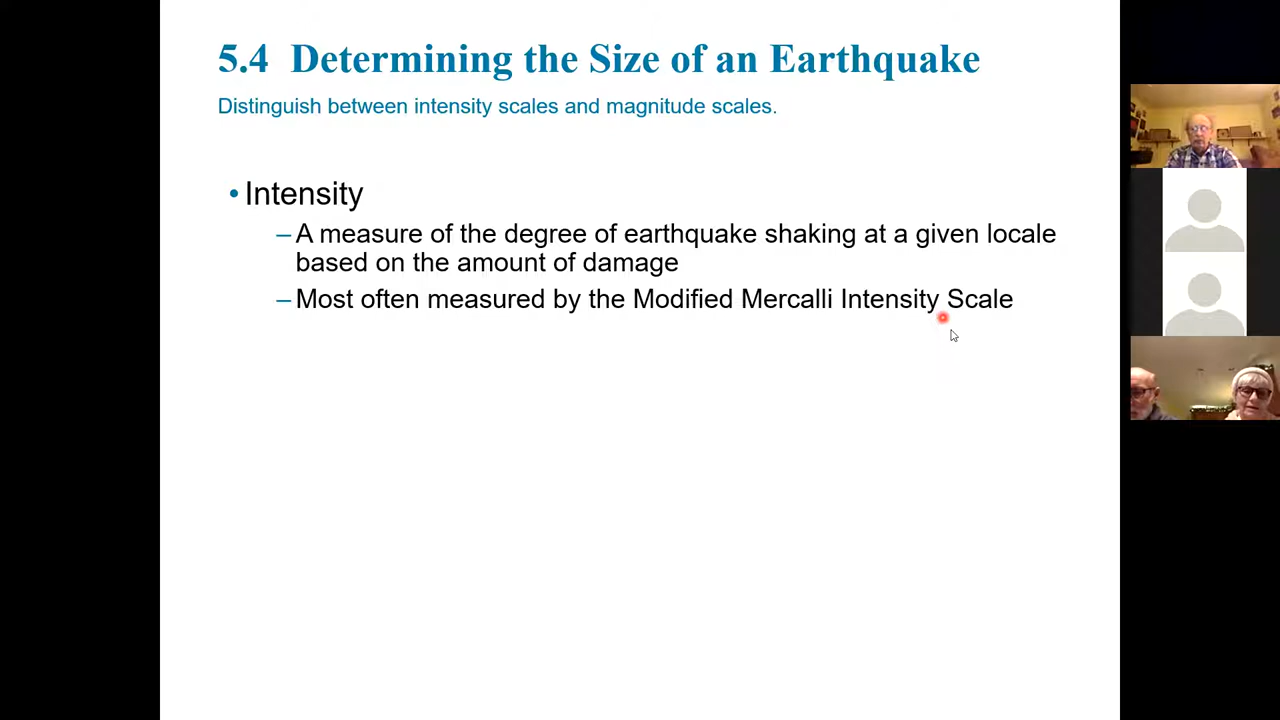 5.4 Determining the Size of an Earthquake
Distinguish between intensity scales and magnitude scales.
• Intensity
– A measure of the degree of earthquake shaking at a given locale
based on the amount of damage
– Most often measured by the Modified Mercalli Intensity Scale